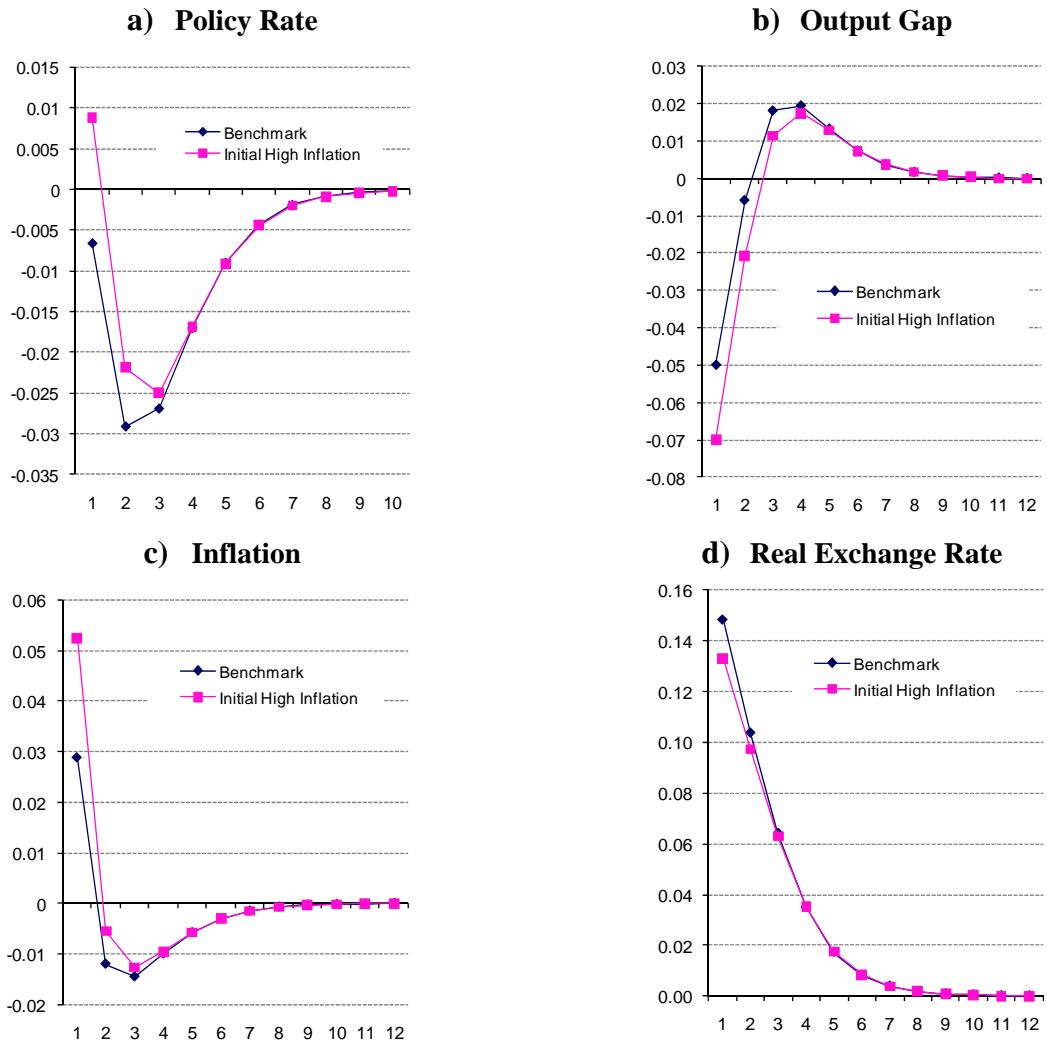 a) Policy Rate
0.015
0.01
0.005
0
-0.005
-0.01
-0.015
-0.02
-0.025
-0.03
-0.035
Benchmark
Initial High Inflation
1 2 3 4 5 6 7 8 9 10
b) Output Gap
0.03
0.02
0.01
0
-0.01
-0.02
-0.03
-0.04
-0.05
-0.06
-0.07
-0.08
Benchmark
Initial High Inflation
1 2 3 4 5 6 7 8 9 10 11 12
c) Inflation
0.06
0.05
0.04
0.03
0.02
0.01
0
-0.01
-0.02
Benchmark
Initial High Inflation
1 2 3 4 5 6 7 8 9 10 11 12
d) Real Exchange Rate
0.16
0.14
0.12
0.10
0.08
0.06
0.04
0.02
0.00
Benchmark
Initial High Inflation
1 2 3 4 5 6 7 8 9 10 11 12